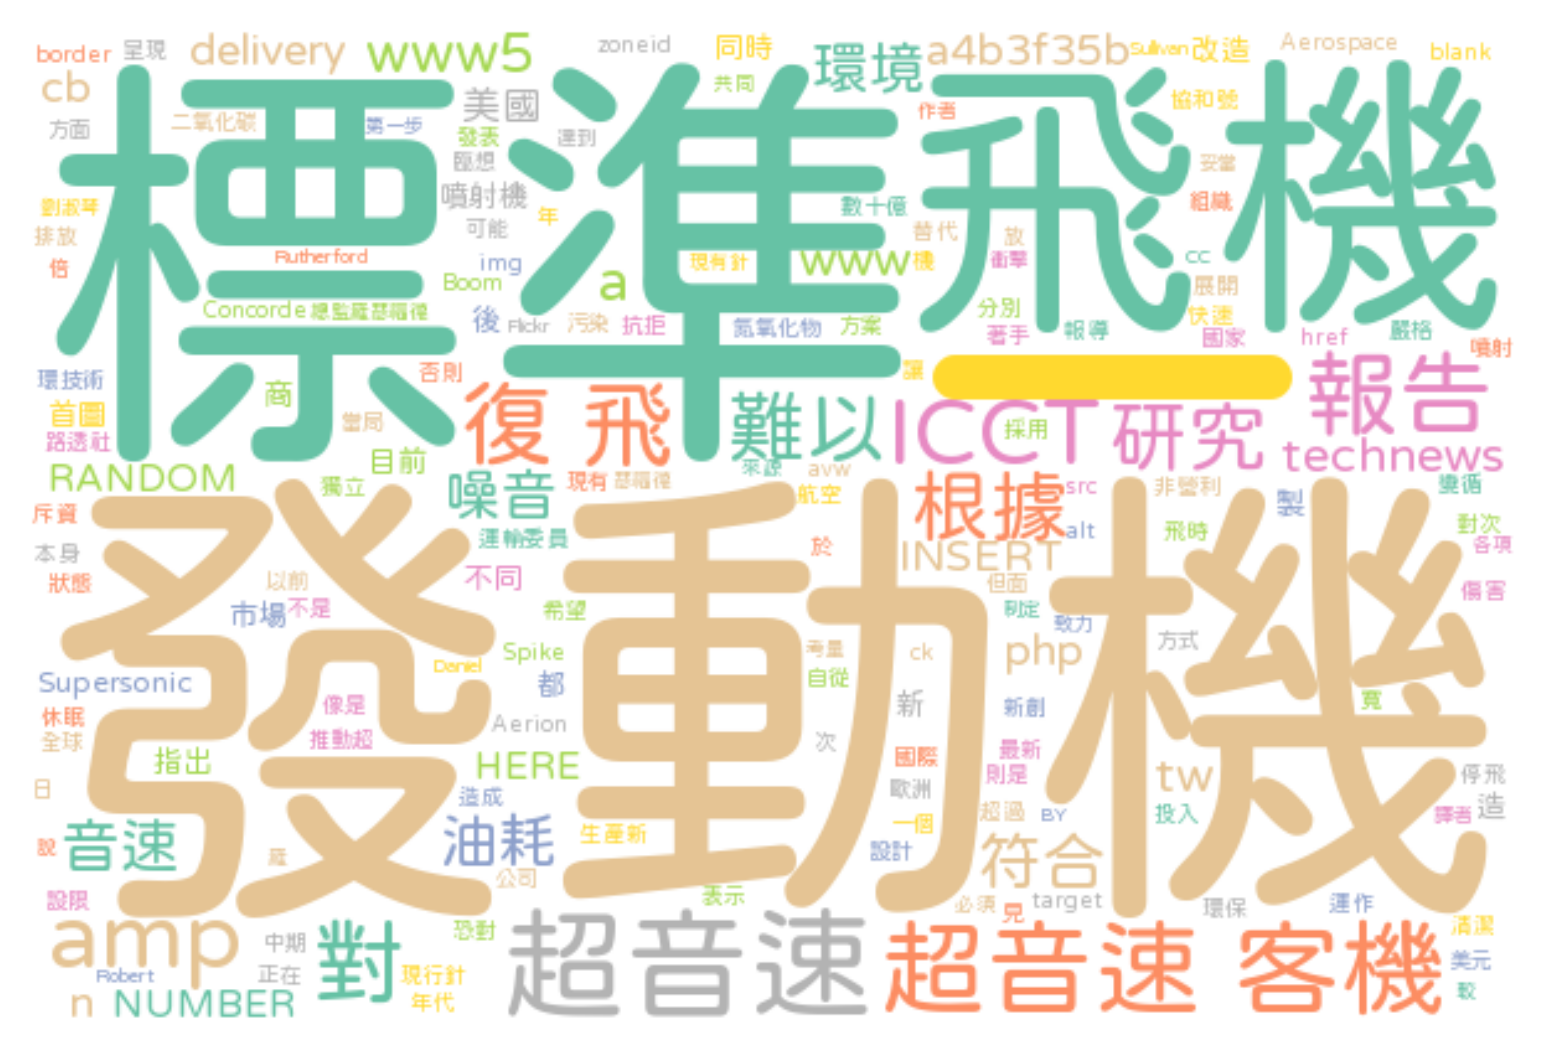 border 呈現 delivery www5 zoneid 同時 環境 a4b3f35b Sullivan 改造 Aerospace blank
cb 美國 共同 作者 協和號
方面 二氧化碳 第一步 發表 達到
標 準 飛 機
臨想 妥當
劉淑琴 噴射機 年 數十億 組織
排放 可能 替代 放
倍 Rutherford img 現有針 www 機 衝擊 cc
Boom a 展開
Concorde 總監羅瑟福德 後 Flickr 污染 抗拒 氮氧化物 方案 分別 著手 報導 快速 國家 href 嚴格 噴射
環技術 否則 讓 一
首圖 商 當局 復 飛 難以 ICCT 採用 研究 報告
路透社 目前 technews
RANDOM 獨立 噪音 現有 瑟福德 來源 avw 航空 根據 src 非營利 製 遵循
斥資 運輸委員 於 alt 飛時 對次
本身 INSERT 各項
狀態 以前 不同 但面 傷害
發 動 機
市場 不是 希望 制定 致力
Daniel Spike 考量 ck php 方式
Supersonic 都 自從
休眠 像是 Aerion 新 新創 寬
全球 推動超 次 最新
指出 HERE 國際 則是 tw 停飛
日 造成 歐洲 超過 BY 投入 譯者 造
說 音速 油耗 生產新 一個
羅 設計 符合
設限 公司 表示 必須 見 target 環保 運作
amp 中期 對 恐對 超音速 超音速 客機 清潔
Robert 正在 現行針 美元
n NUMBER 年代 較